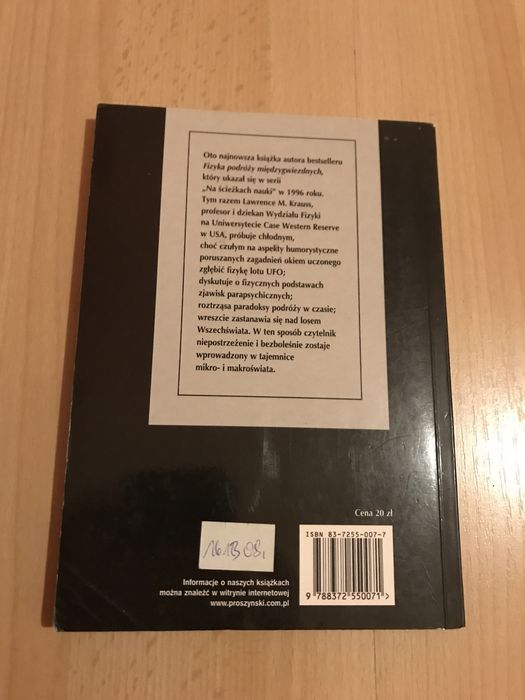 Oto najnowsza książka autora bestselleru
Fizyka podróży międzygwiezdnych,
który ukazał się w serii
„Na ścieżkach nauki" w 1996 roku.
Tym razem Lawrence M. Krauss,
profesor i dziekan Wydziału Fizyki
na Uniwersytecie Case Western Reserve
w USA, próbuje chłodnym,
choć czułym na aspekty humorystyczne
poruszanych zagadnień okiem uczonego
zgłębić fizykę lotu UFO;
dyskutuje o fizycznych podstawach
zjawisk parapsychicznych;
roztrząsa paradoksy podróży w czasie;
wreszcie zastanawia się nad losem
Wszechświata. W ten sposób czytelnik
niepostrzeżenie i bezboleśnie zostaje
wprowadzony w tajemnice
mikro- i makroświata.
Cena 20 zł
ISBN 83-7255-007-7
9 788372 550071 >
Informacje o naszych książkach
można znaleźć w witrynie internetowej
www.proszynski.com.pl